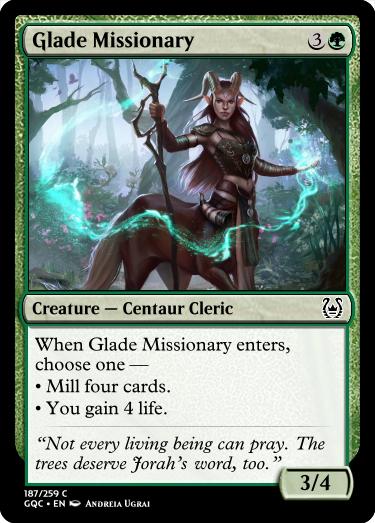 Glade Missionary 3
Creature — Centaur Cleric
When Glade Missionary enters,
choose one —
• Mill four cards.
• You gain 4 life.
“Not every living being can pray. The
trees deserve Jorah's word, too.”
3/4
187/259 C
GQC • EN Andreia Ugrai